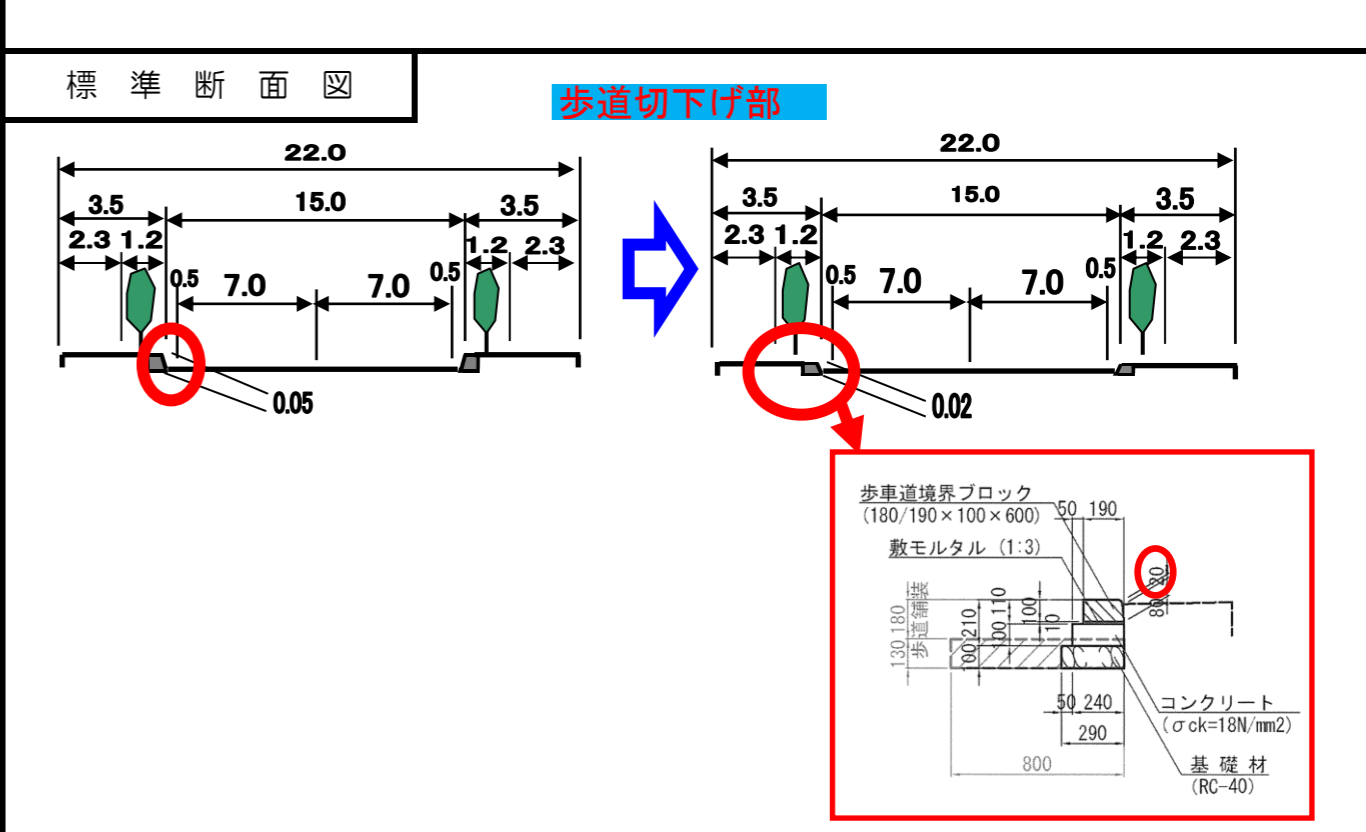 標準断面図
歩道切下げ部
22.0
3.5 15.0 3.5
2.3 1.2 1.2 2.3
0.5 7.0 7.0 0.5
0.05
22.0
3.5 15.0 3.5
2.3 1.2 1.2 2.3
0.5 7.0 7.0 0.5
0.02
歩車道境界ブロック
(180/190×100×600)
50 190
敷モルタル (1:3)
20
80
歩道舗装
130 180
100 210
100 110
100
10
50 240
290
800
コンクリート
(σck=18N/mm2)
基礎材
(RC-40)